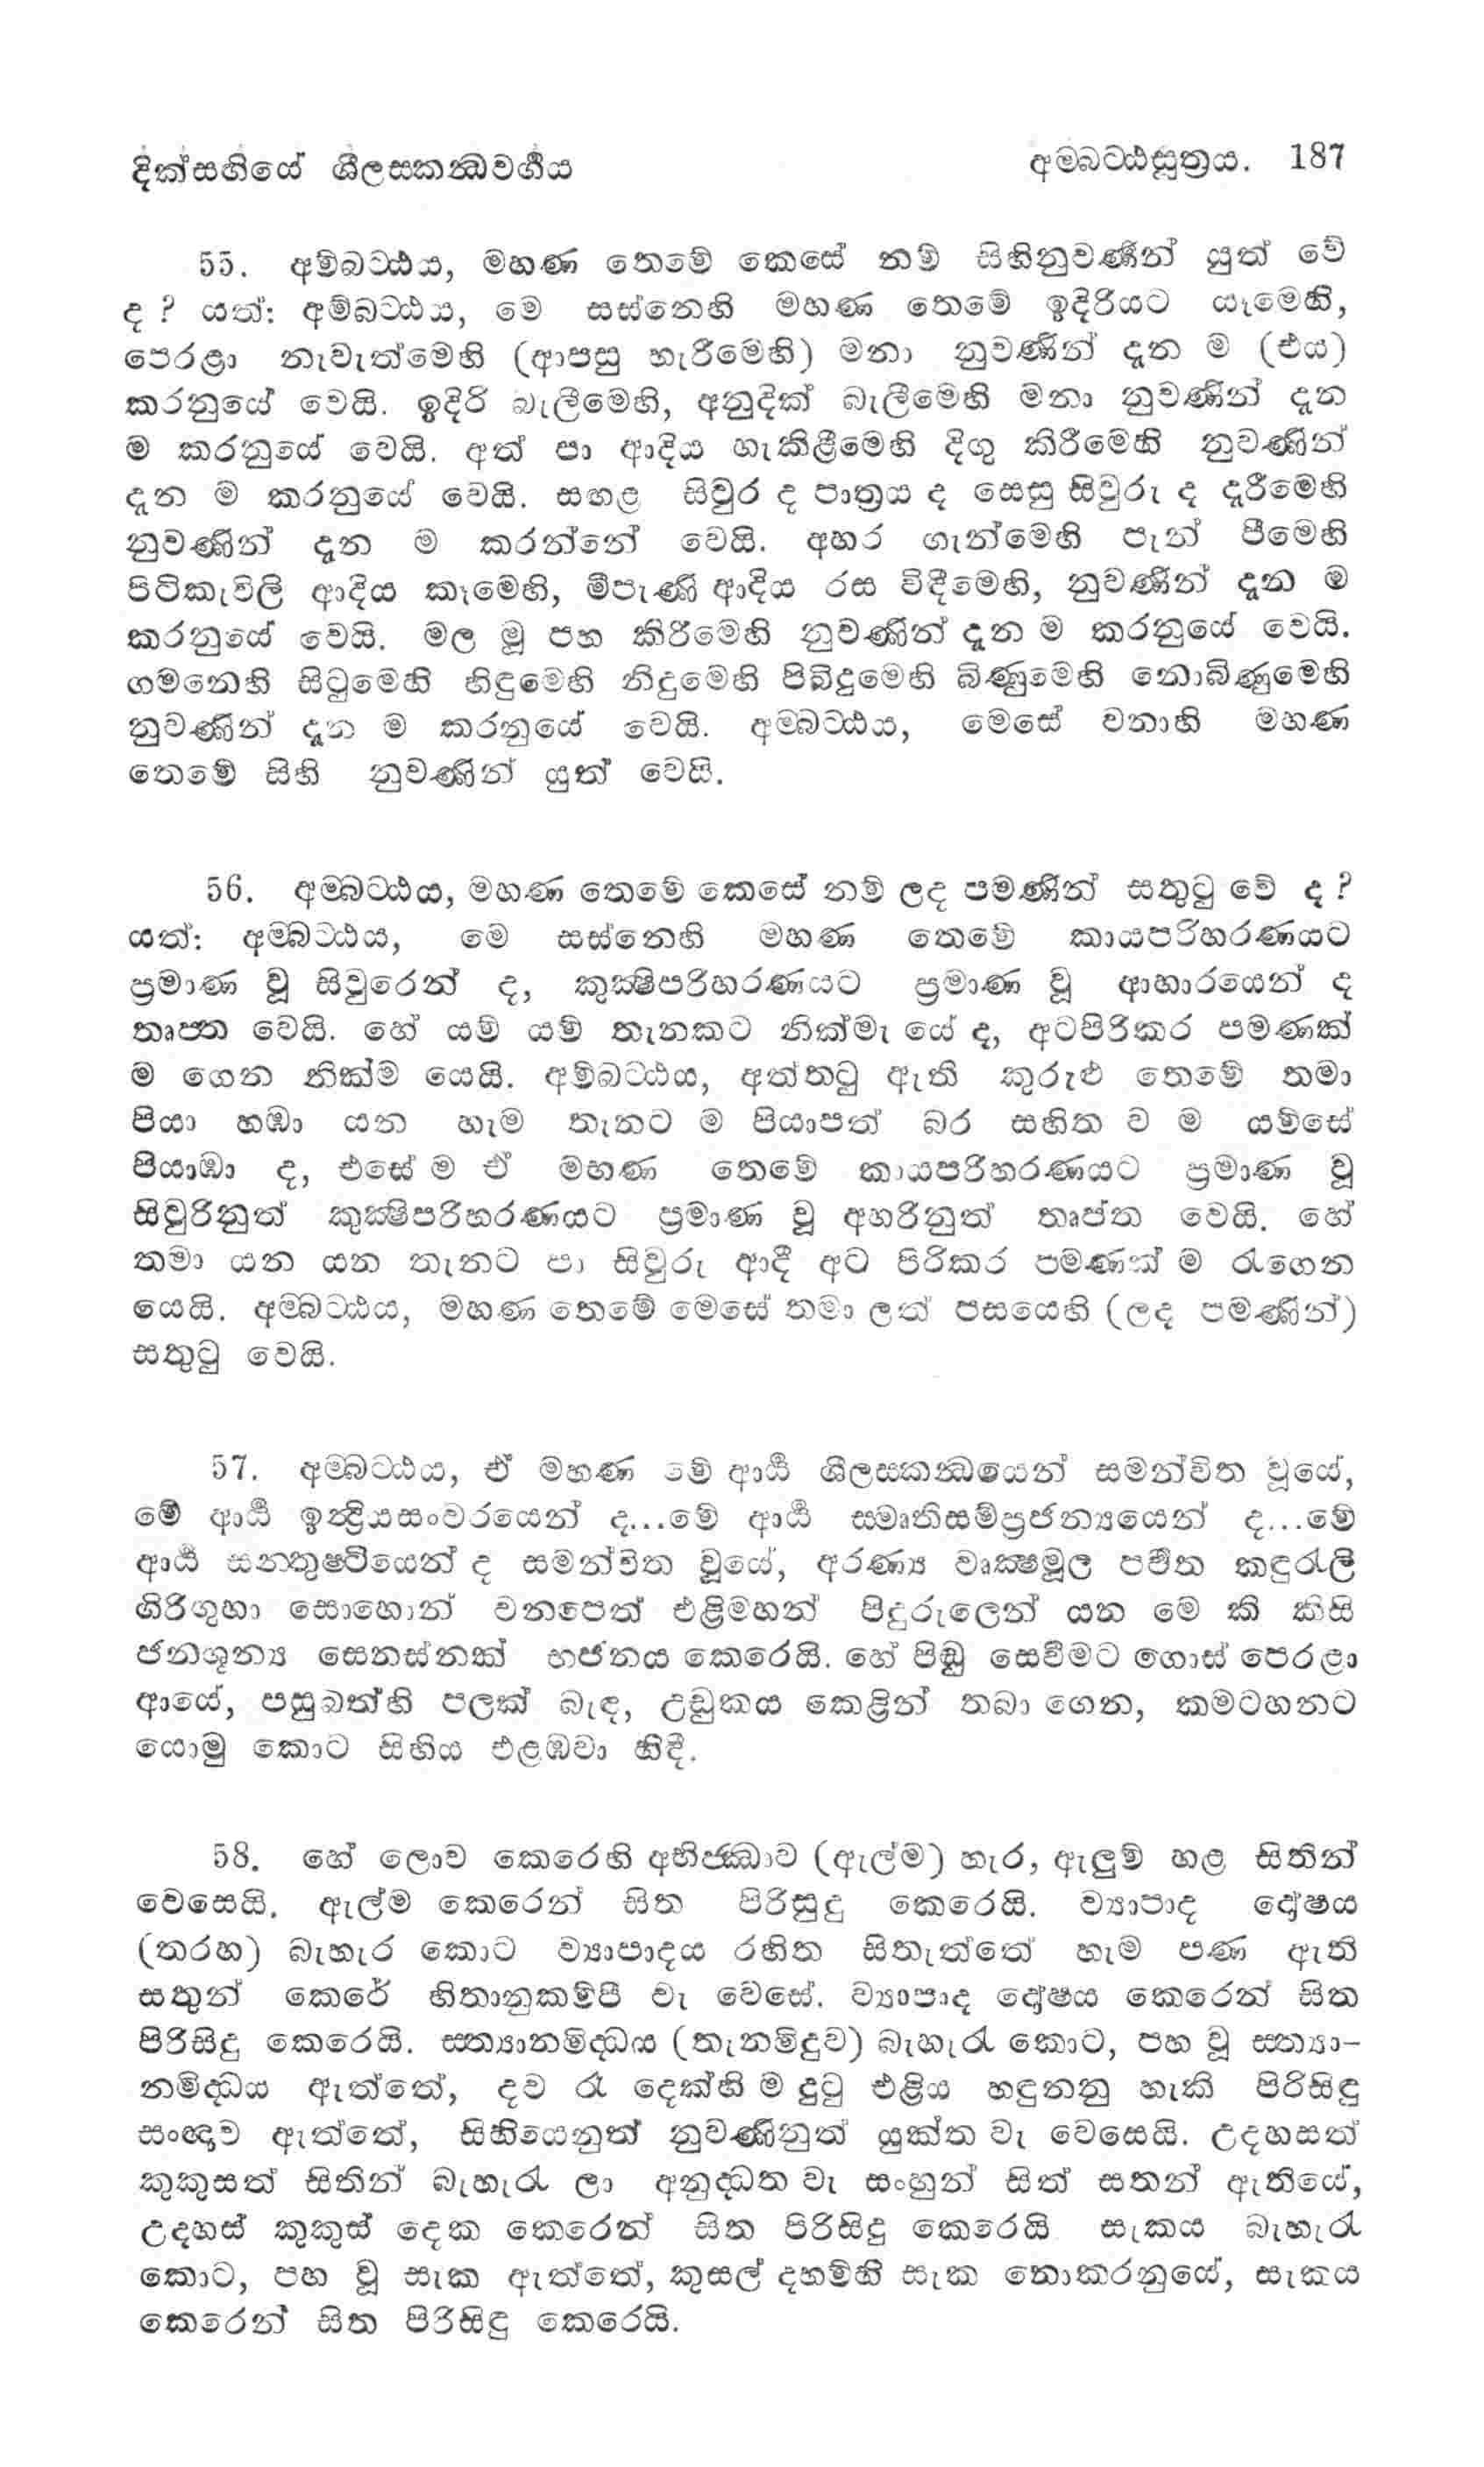 දික්සඟියේ ශීලසකන්‍ධවර්‍ගය අම්බට්ඨසූත්‍රය. 187
55. අම්බට්ඨය, මහණ තෙමේ කෙසේ නම් සිහිනුවණින් යුත් වේ
ද ? යත්: අම්බට්ඨය, මෙ සස්නෙහි මහණ තෙමේ ඉදිරියට යෑමෙහි,
පෙරළා නැවැත්මෙහි (ආපසු හැරීමෙහි) මනා නුවණින් දැන ම (එය)
කරනුයේ වෙයි. ඉදිරි බැලීමෙහි, අනුදික් බැලීමෙහි මනා නුවණින් දැන
ම කරනුයේ වෙයි. අත් පා ආදිය හැකිළීමෙහි දිගු කිරීමෙහි නුවණින්
දැන ම කරනුයේ වෙයි. සඟළ සිවුර ද පාත්‍රය ද සෙසු සිවුරු ද දැරීමෙහි
නුවණින් දැන ම කරන්නේ වෙයි. අහර ගැන්මෙහි පැන් පීමෙහි
පිටිකැවිලි ආදිය කෑමෙහි, මීපැණි ආදිය රස විඳීමෙහි, නුවණින් දැන ම
කරනුයේ වෙයි. මල මූ පහ කිරීමෙහි නුවණින් දැන ම කරනුයේ වෙයි.
ගමනෙහි සිටුමෙහි හිඳුමෙහි නිදුමෙහි පිබිදුමෙහි බිණුමෙහි නොබිණුමෙහි
නුවණින් දැන ම කරනුයේ වෙයි. අම්බට්ඨය, මෙසේ වනාහි මහණ
තෙමේ සිහි නුවණින් යුත් වෙයි.
56. අම්බට්ඨය, මහණ තෙමේ කෙසේ නම් ලද පමණින් සතුටු වේ ද ?
යත්: අම්බට්ඨය, මෙ සස්නෙහි මහණ තෙමේ කායපරිහරණයට
ප්‍රමාණ වූ සිවුරෙන් ද, කුක්‍ෂිපරිහරණයට ප්‍රමාණ වූ ආහාරයෙන් ද
තෘප්ත වෙයි. හේ යම් යම් තැනකට නික්මැ යේ ද, අටපිරිකර පමණක්
ම ගෙන නික්ම යෙයි. අම්බට්ඨය, අත්තටු ඇති කුරුළු තෙමේ තමා
පියා හඹා යන හැම තැනට ම පියාපත් බර සහිත ව ම යම්සේ
පියාඹා ද, එසේ ම ඒ මහණ තෙමේ කායපරිහරණයට ප්‍රමාණ වූ
සිවුරිනුත් කුක්‍ෂිපරිහරණයට ප්‍රමාණ වූ අහරිනුත් තෘප්ත වෙයි. හේ
තමා යන යන තැනට පා සිවුරු ආදී අට පිරිකර පමණක් ම රැගෙන
යෙයි. අම්බට්ඨය, මහණ තෙමේ මෙසේ තමා ලත් පසයෙහි (ලද පමණින්)
සතුටු වෙයි.
57. අම්බට්ඨය, ඒ මහණ මේ ආර්‍ය්‍ය ශීලසකන්‍ධයෙන් සමන්විත වූයේ,
මේ ආර්‍ය්‍ය ඉන්‍ද්‍රියසංවරයෙන් ද...මේ ආර්‍ය්‍ය සමෘතිසම්ප්‍රජන්‍යයෙන් ද...මේ
ආර්‍ය්‍ය සන්තුෂ්ටියෙන් ද සමන්විත වූයේ, අරණ්‍ය වෘක්‍ෂමූල පර්‍වත කඳුරැලි
ගිරිගුහා සොහොන් වනපෙත් එළිමහන් පිදුරුලෙන් යන මෙ කි කිසි
ජනශූන්‍ය සෙනස්නක් භජනය කෙරෙයි. හේ පිඬු සෙවීමට ගොස් පෙරළා
ආයේ, පසුබත්හි පලක් බැඳ, උඩුකය කෙළින් තබා ගෙන, කමටහනට
යොමු කොට සිහිය එළඹවා හිඳී.
58. හේ ලොව කෙරෙහි අභිජ්ඣාව (ඇල්ම) හැර, ඇලුම් හළ සිතින්
වෙසෙයි. ඇල්ම කෙරෙන් සිත පිරිසුදු කෙරෙයි. ව්‍යාපාද දෝෂය
(තරහ) බැහැර කොට ව්‍යාපාදය රහිත සිතැත්තේ හැම පණ ඇති
සතුන් කෙරේ හිතානුකම්පී වැ වෙසේ. ව්‍යාපාද දෝෂය කෙරෙන් සිත
පිරිසිදු කෙරෙයි. ස්ත්‍යානමිද්ධය (තැනමිදුව) බැහැරැ කොට, පහ වූ ස්ත්‍යා-
නමිද්ධය ඇත්තේ, දව රෑ දෙක්හි ම දුටු එළිය හඳුනනු හැකි පිරිසිඳු
සංඥාව ඇත්තේ, සිහියෙනුත් නුවණිනුත් යුක්ත වැ වෙසෙයි. උදහසත්
කුකුසත් සිතින් බැහැරැ ලා අනුද්ධත වැ සංහුන් සිත් සතන් ඇතියේ,
උදහස් කුකුස් දෙක කෙරෙන් සිත පිරිසිදු කෙරෙයි සැකය බැහැරැ
කොට, පහ වූ සැක ඇත්තේ, කුසල් දහම්හි සැක නොකරනුයේ, සැකය
කෙරෙන් සිත පිරිසිඳු කෙරෙයි.